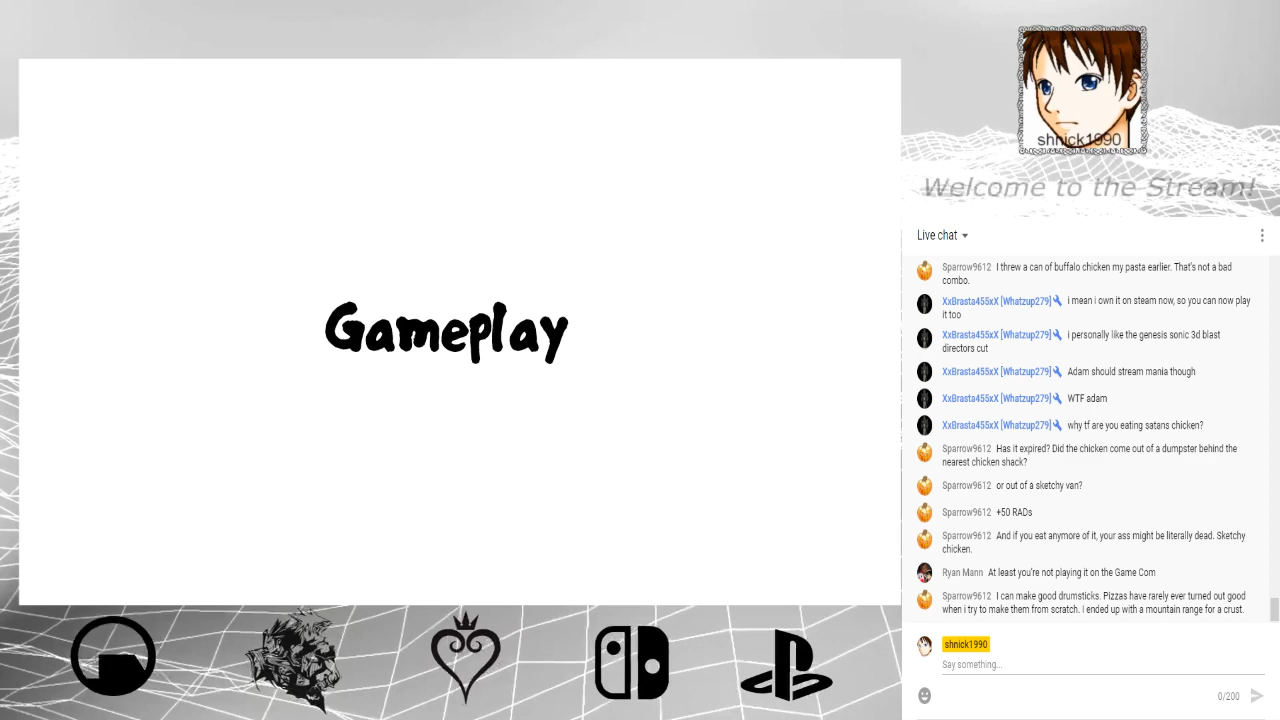 shnick1990
Welcome to the Stream!
Gameplay
Live chat
Sparrow9612 I threw a can of buffalo chicken my pasta earlier. That's not a bad
combo.
XxBrasta455xX [Whatzup279] i mean i own it on steam now, so you can now play
it too
XxBrasta455xX [Whatzup279] i personally like the genesis sonic 3d blast
directors cut
XxBrasta455xX [Whatzup279] Adam should stream mania though
XxBrasta455xX [Whatzup279] WTF adam
XxBrasta455xX [Whatzup279] why tf are you eating satans chicken?
Sparrow9612 Has it expired? Did the chicken come out of a dumpster behind the
nearest chicken shack?
Sparrow9612 or out of a sketchy van?
Sparrow9612 +50 RADs
Sparrow9612 And if you eat anymore of it, your ass might be literally dead. Sketchy
chicken.
Ryan Mann At least you're not playing it on the Game Com
Sparrow9612 I can make good drumsticks. Pizzas have rarely ever turned out good
when i try to make them from scratch. I ended up with a mountain range for a crust.
shnick1990
Say something...
0/200